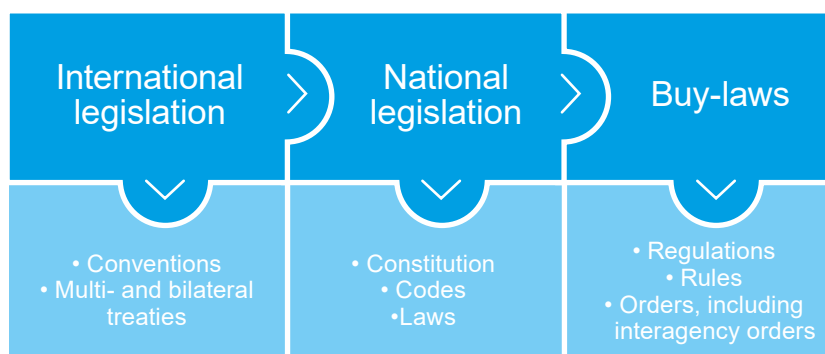 International
legislation
National
legislation
Buy-laws
• Conventions
• Multi- and bilateral
treaties
• Constitution
• Codes
•Laws
• Regulations
• Rules
• Orders, including
interagency orders